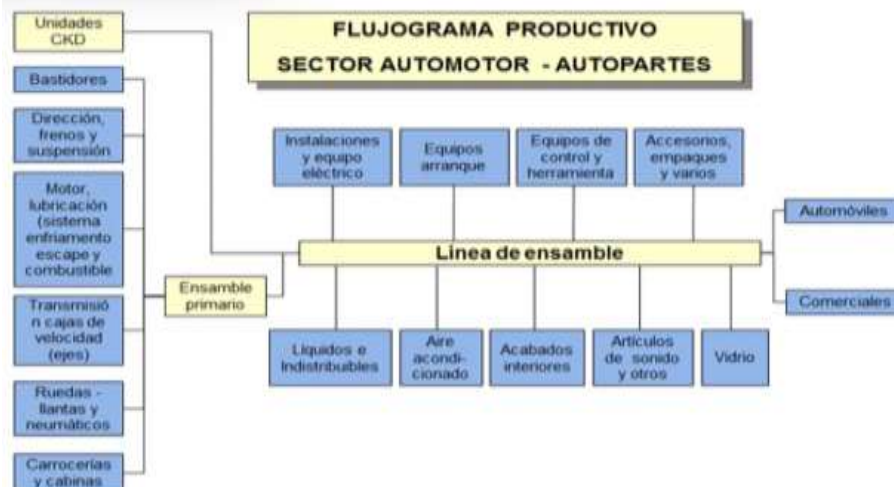 Unidades
CKD
FLUJOGRAMA PRODUCTIVO
SECTOR AUTOMOTOR - AUTOPARTES
Bastidores
Dirección,
frenos y
suspensión
Motor,
lubricación
(sistema
enfriamento
escape y
combustible
Transmisió
n cajas de
velocidad
(ejes)
Ruedas -
llantas y
neumáticos
Carrocerías
y cabinas
Ensamble
primario
Instalaciones
y equipo
eléctrico
Equipos
arranque
Equipos de
control y
herramienta
Accesorios,
empaques
y varios
Linea de ensamble
Líquidos e
Indistribuibles
Aire
acondi-
cionado
Acabados
interiores
Artículos
de sonido
y otros
Vidrio
Automóviles
Comerciales